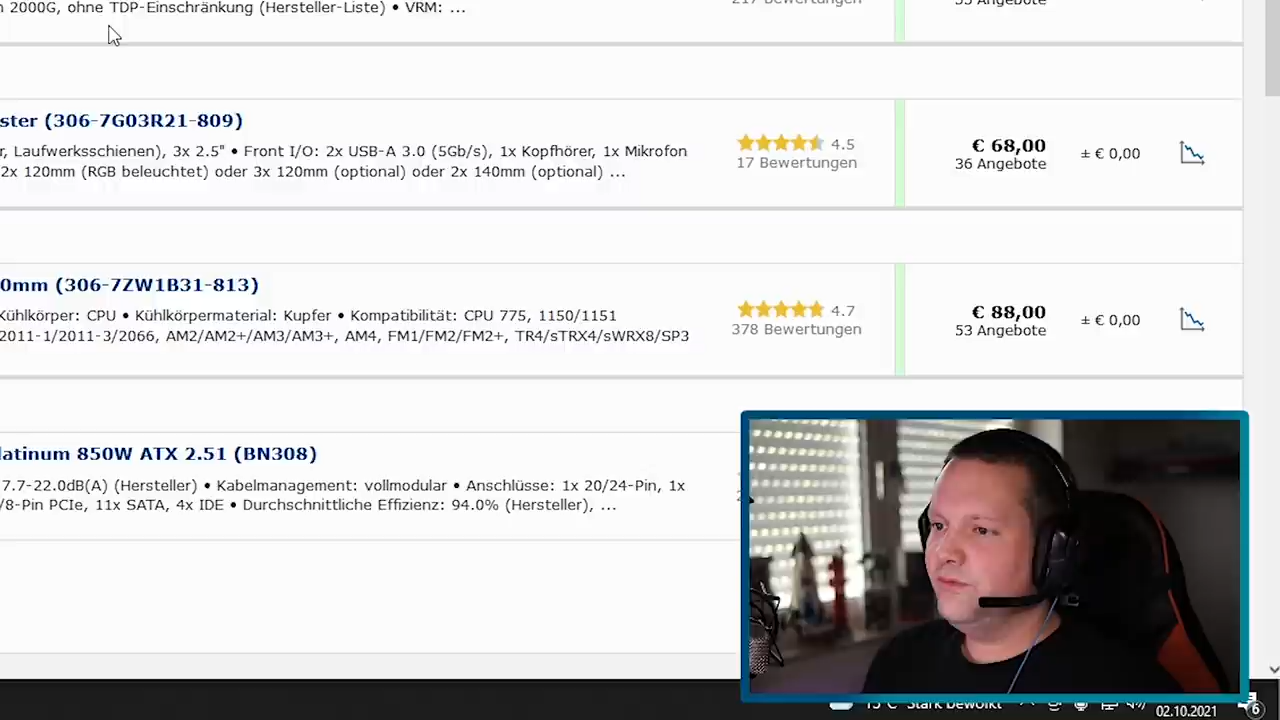 n 2000G, ohne TDP-Einschränkung (Hersteller-Liste) • VRM: ...
217 Bewertungen
53 Angebote
ster (306-7G03R21-809)
r, Laufwerksschienen), 3x 2.5" • Front I/O: 2x USB-A 3.0 (5Gb/s), 1x Kopfhörer, 1x Mikrofon
2x 120mm (RGB beleuchtet) oder 3x 120mm (optional) oder 2x 140mm (optional) ...
4.5
17 Bewertungen
€ 68,00
36 Angebote
± € 0,00
0mm (306-7ZW1B31-813)
Kühlkörper: CPU • Kühlkörpermaterial: Kupfer • Kompatibilität: CPU 775, 1150/1151
2011-1/2011-3/2066, AM2/AM2+/AM3/AM3+, AM4, FM1/FM2/FM2+, TR4/sTRX4/sWRX8/SP3
4.7
378 Bewertungen
€ 88,00
53 Angebote
± € 0,00
latinum 850W ATX 2.51 (BN308)
7.7-22.0dB(A) (Hersteller) • Kabelmanagement: vollmodular • Anschlüsse: 1x 20/24-Pin, 1x
/8-Pin PCIe, 11x SATA, 4x IDE • Durchschnittliche Effizienz: 94.0% (Hersteller), ...
15°C Stark bewölkt
02.10.2021
6